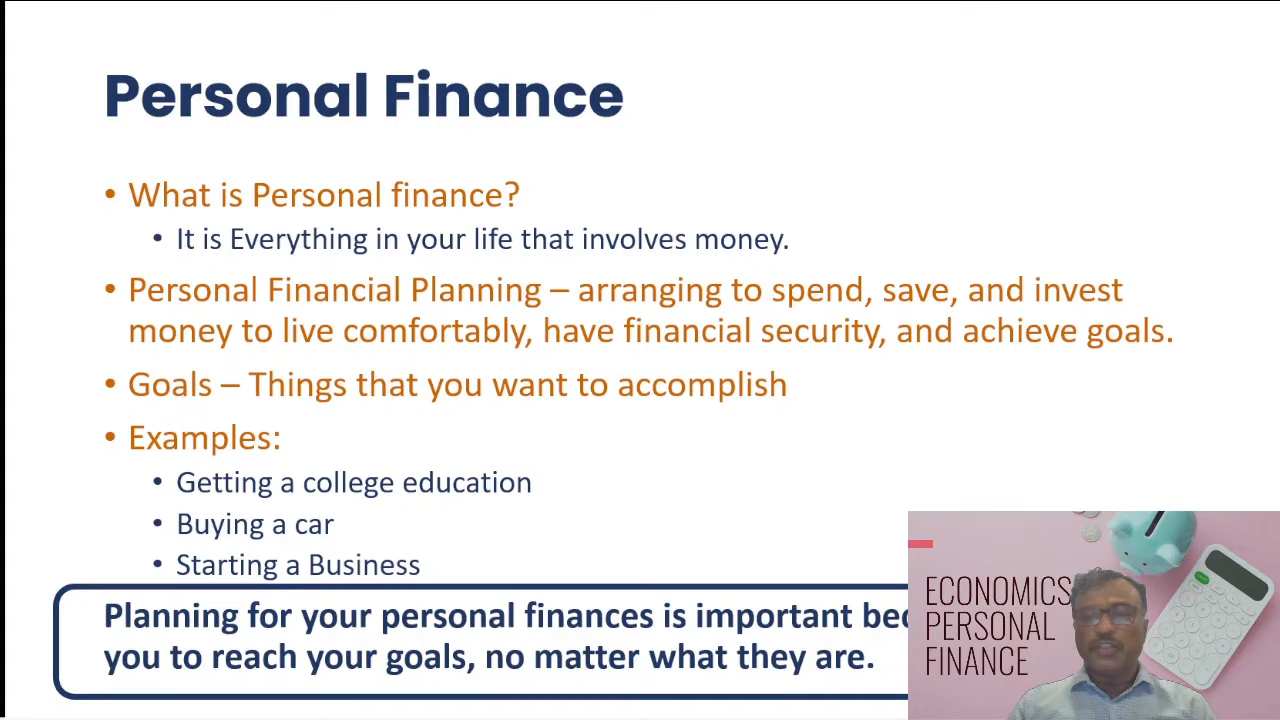 Personal Finance
• What is Personal finance?
• It is Everything in your life that involves money.
• Personal Financial Planning – arranging to spend, save, and invest
money to live comfortably, have financial security, and achieve goals.
• Goals – Things that you want to accomplish
• Examples:
• Getting a college education
• Buying a car
• Starting a Business
Planning for your personal finances is important
you to reach your goals, no matter what they are.
ECONOMICS
PERSONAL
FINANCE